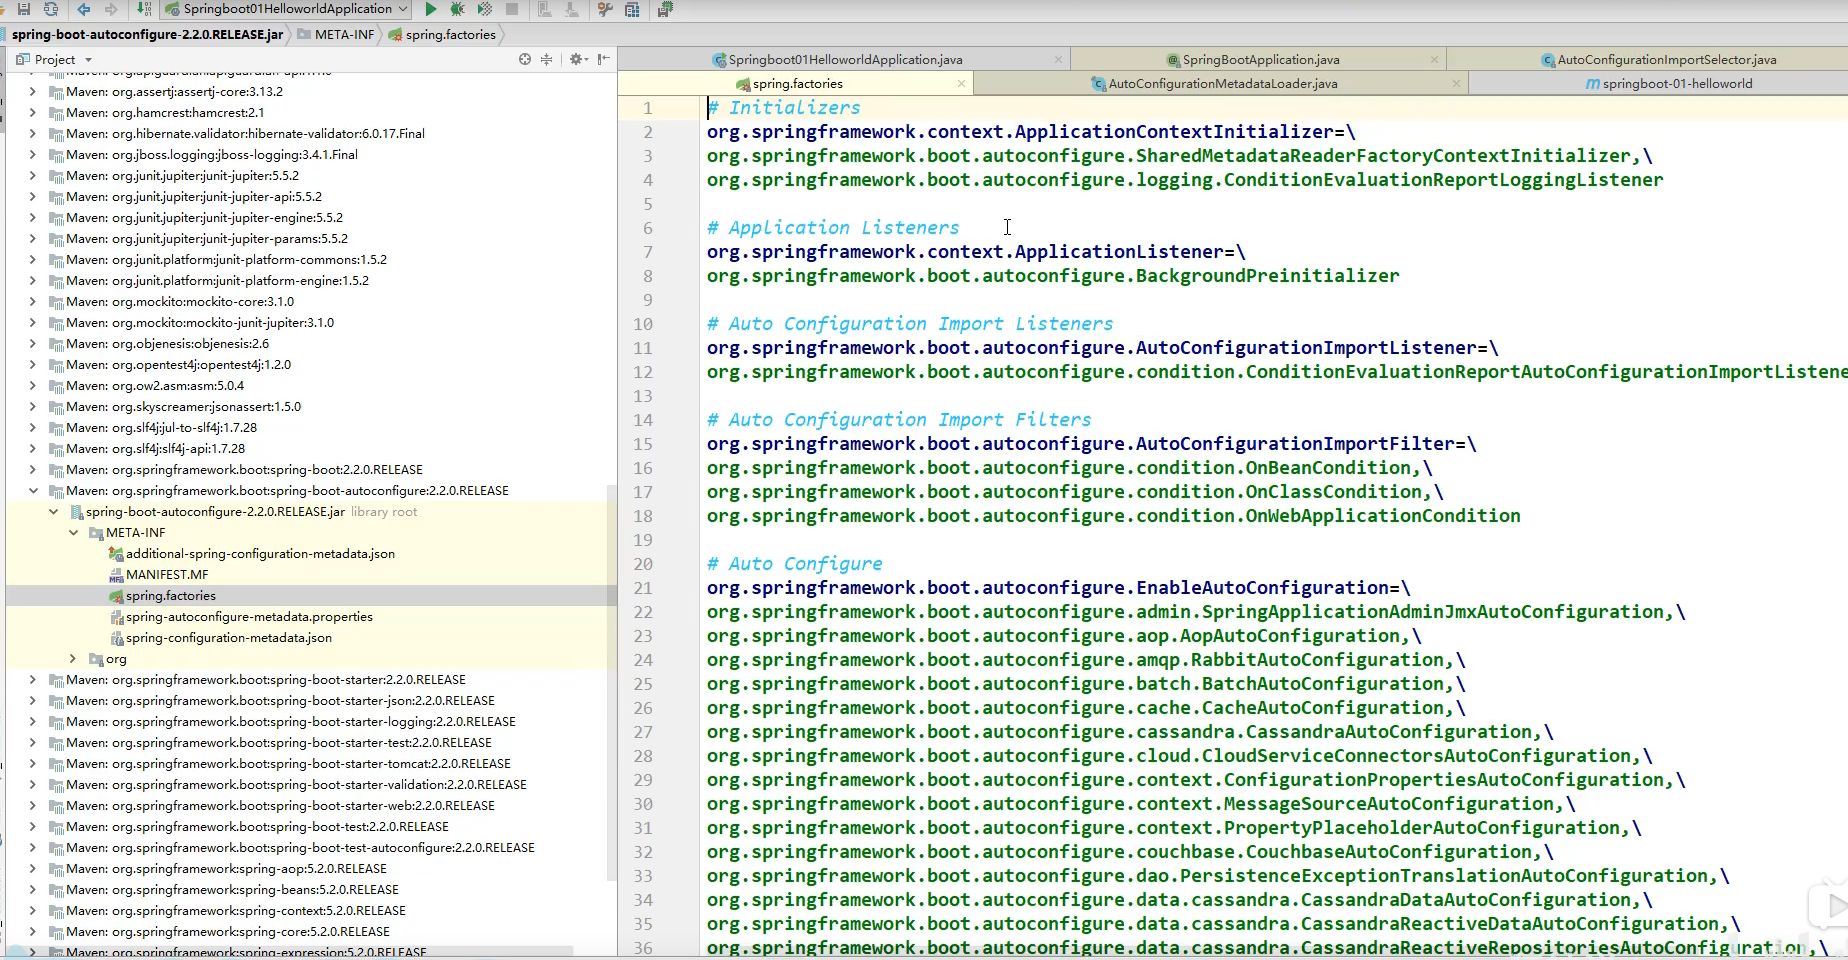 Springboot01HelloworldApplication
spring-boot-autoconfigure-2.2.0.RELEASE.jar META-INF spring.factories
Project
Maven: org.apiguardian:apiguardian-api:1.1.0
Maven: org.assertj:assertj-core:3.13.2
Maven: org.hamcrest:hamcrest:2.1
Maven: org.hibernate.validator:hibernate-validator:6.0.17.Final
Maven: org.jboss.logging:jboss-logging:3.4.1.Final
Maven: org.junit.jupiter:junit-jupiter:5.5.2
Maven: org.junit.jupiter:junit-jupiter-api:5.5.2
Maven: org.junit.jupiter:junit-jupiter-engine:5.5.2
Maven: org.junit.jupiter:junit-jupiter-params:5.5.2
Maven: org.junit.platform:junit-platform-commons:1.5.2
Maven: org.junit.platform:junit-platform-engine:1.5.2
Maven: org.mockito:mockito-core:3.1.0
Maven: org.mockito:mockito-junit-jupiter:3.1.0
Maven: org.objenesis:objenesis:2.6
Maven: org.opentest4j:opentest4j:1.2.0
Maven: org.ow2.asm:asm:5.0.4
Maven: org.skyscreamer:jsonassert:1.5.0
Maven: org.slf4j:jul-to-slf4j:1.7.28
Maven: org.slf4j:slf4j-api:1.7.28
Maven: org.springframework.boot:spring-boot:2.2.0.RELEASE
Maven: org.springframework.boot:spring-boot-autoconfigure:2.2.0.RELEASE
spring-boot-autoconfigure-2.2.0.RELEASE.jar library root
META-INF
additional-spring-configuration-metadata.json
MANIFEST.MF
spring.factories
spring-autoconfigure-metadata.properties
spring-configuration-metadata.json
org
Maven: org.springframework.boot:spring-boot-starter:2.2.0.RELEASE
Maven: org.springframework.boot:spring-boot-starter-json:2.2.0.RELEASE
Maven: org.springframework.boot:spring-boot-starter-logging:2.2.0.RELEASE
Maven: org.springframework.boot:spring-boot-starter-test:2.2.0.RELEASE
Maven: org.springframework.boot:spring-boot-starter-tomcat:2.2.0.RELEASE
Maven: org.springframework.boot:spring-boot-starter-validation:2.2.0.RELEASE
Maven: org.springframework.boot:spring-boot-starter-web:2.2.0.RELEASE
Maven: org.springframework.boot:spring-boot-test:2.2.0.RELEASE
Maven: org.springframework.boot:spring-boot-test-autoconfigure:2.2.0.RELEASE
Maven: org.springframework:spring-aop:5.2.0.RELEASE
Maven: org.springframework:spring-beans:5.2.0.RELEASE
Maven: org.springframework:spring-context:5.2.0.RELEASE
Maven: org.springframework:spring-core:5.2.0.RELEASE
Maven: org.springframework:spring-expression:5.2.0.RELEASE
Springboot01HelloworldApplication.java SpringBootApplication.java AutoConfigurationImportSelector.java
spring.factories AutoConfigurationMetadataLoader.java springboot-01-helloworld
1 # Initializers
2 org.springframework.context.ApplicationContextInitializer=\
3 org.springframework.boot.autoconfigure.SharedMetadataReaderFactoryContextInitializer,\
4 org.springframework.boot.autoconfigure.logging.ConditionEvaluationReportLoggingListener
5
6 # Application Listeners
7 org.springframework.context.ApplicationListener=\
8 org.springframework.boot.autoconfigure.BackgroundPreinitializer
9
10 # Auto Configuration Import Listeners
11 org.springframework.boot.autoconfigure.AutoConfigurationImportListener=\
12 org.springframework.boot.autoconfigure.condition.ConditionEvaluationReportAutoConfigurationImportListene
13
14 # Auto Configuration Import Filters
15 org.springframework.boot.autoconfigure.AutoConfigurationImportFilter=\
16 org.springframework.boot.autoconfigure.condition.OnBeanCondition,\
17 org.springframework.boot.autoconfigure.condition.OnClassCondition,\
18 org.springframework.boot.autoconfigure.condition.OnWebApplicationCondition
19
20 # Auto Configure
21 org.springframework.boot.autoconfigure.EnableAutoConfiguration=\
22 org.springframework.boot.autoconfigure.admin.SpringApplicationAdminJmxAutoConfiguration,\
23 org.springframework.boot.autoconfigure.aop.AopAutoConfiguration,\
24 org.springframework.boot.autoconfigure.amqp.RabbitAutoConfiguration,\
25 org.springframework.boot.autoconfigure.batch.BatchAutoConfiguration,\
26 org.springframework.boot.autoconfigure.cache.CacheAutoConfiguration,\
27 org.springframework.boot.autoconfigure.cassandra.CassandraAutoConfiguration,\
28 org.springframework.boot.autoconfigure.cloud.CloudServiceConnectorsAutoConfiguration,\
29 org.springframework.boot.autoconfigure.context.ConfigurationPropertiesAutoConfiguration,\
30 org.springframework.boot.autoconfigure.context.MessageSourceAutoConfiguration,\
31 org.springframework.boot.autoconfigure.context.PropertyPlaceholderAutoConfiguration,\
32 org.springframework.boot.autoconfigure.couchbase.CouchbaseAutoConfiguration,\
33 org.springframework.boot.autoconfigure.dao.PersistenceExceptionTranslationAutoConfiguration,\
34 org.springframework.boot.autoconfigure.data.cassandra.CassandraDataAutoConfiguration,\
35 org.springframework.boot.autoconfigure.data.cassandra.CassandraReactiveDataAutoConfiguration,\
36 org.springframework.boot.autoconfigure.data.cassandra.CassandraReactiveRepositoriesAutoConfiguration,\